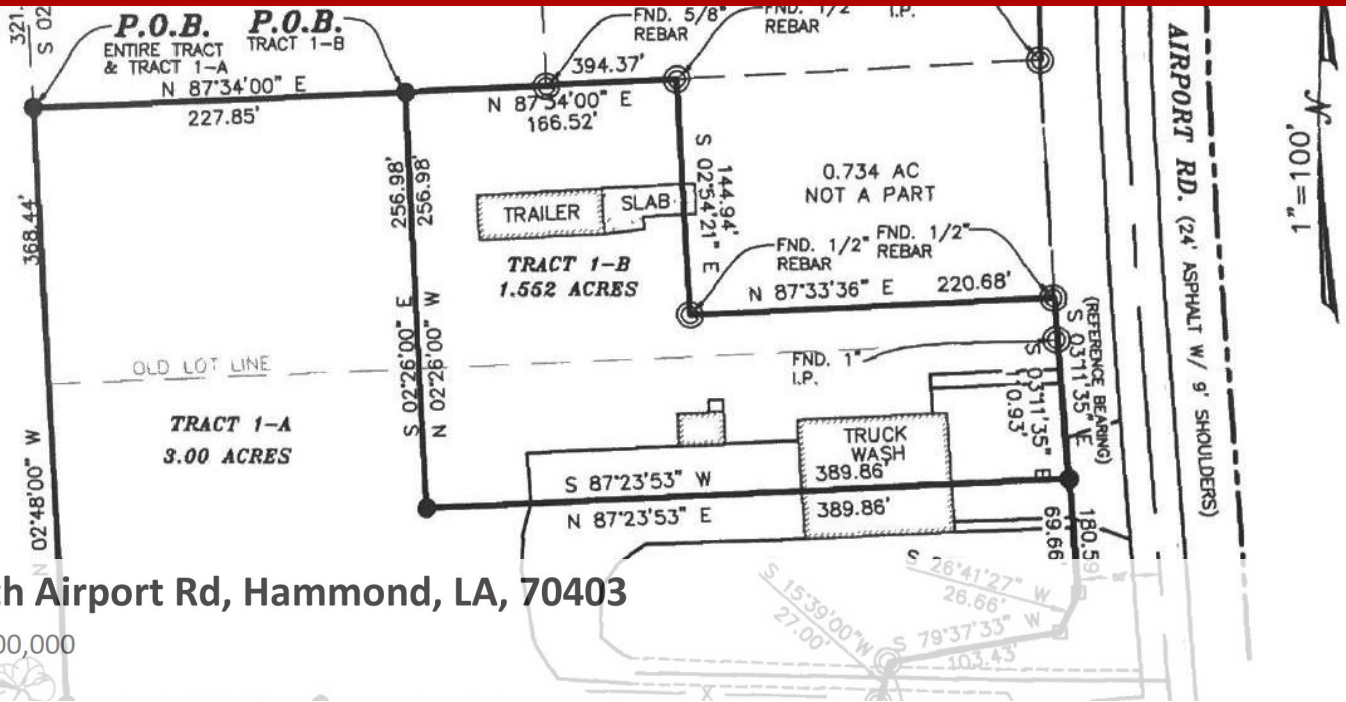 321.
S 02
P.O.B.
ENTIRE TRACT
& TRACT 1-A
P.O.B.
TRACT 1-B
FND. 5/8"
REBAR
FND. 1/2"
REBAR
I.P.
N 87°34'00" E
227.85'
394.37'
N 87°34'00" E
166.52'
368.44'
N 02°48'00" W
256.98'
256.98'
S 02°26'00" E
N 02°26'00" W
TRAILER
SLAB
144.94'
S 02°54'21" E
0.734 AC
NOT A PART
TRACT 1-B
1.552 ACRES
FND. 1/2"
REBAR
FND. 1/2"
REBAR
N 87°33'36" E
220.68'
OLD LOT LINE
TRACT 1-A
3.00 ACRES
FND. 1"
I.P.
S 03°11'35" E
(REFERENCE BEARING)
S 03°11'35" E
TRUCK
WASH
S 87°23'53" W
389.86'
N 87°23'53" E
389.86'
69.66'
180.59
AIRPORT RD. (24' ASPHALT W/ 9' SHOULDERS)
1"=100'
N
S 26°41'27" W
26.66'
S 15°39'00"W
27.00'
S 79°37'33" W
103.43'
th Airport Rd, Hammond, LA, 70403
00,000